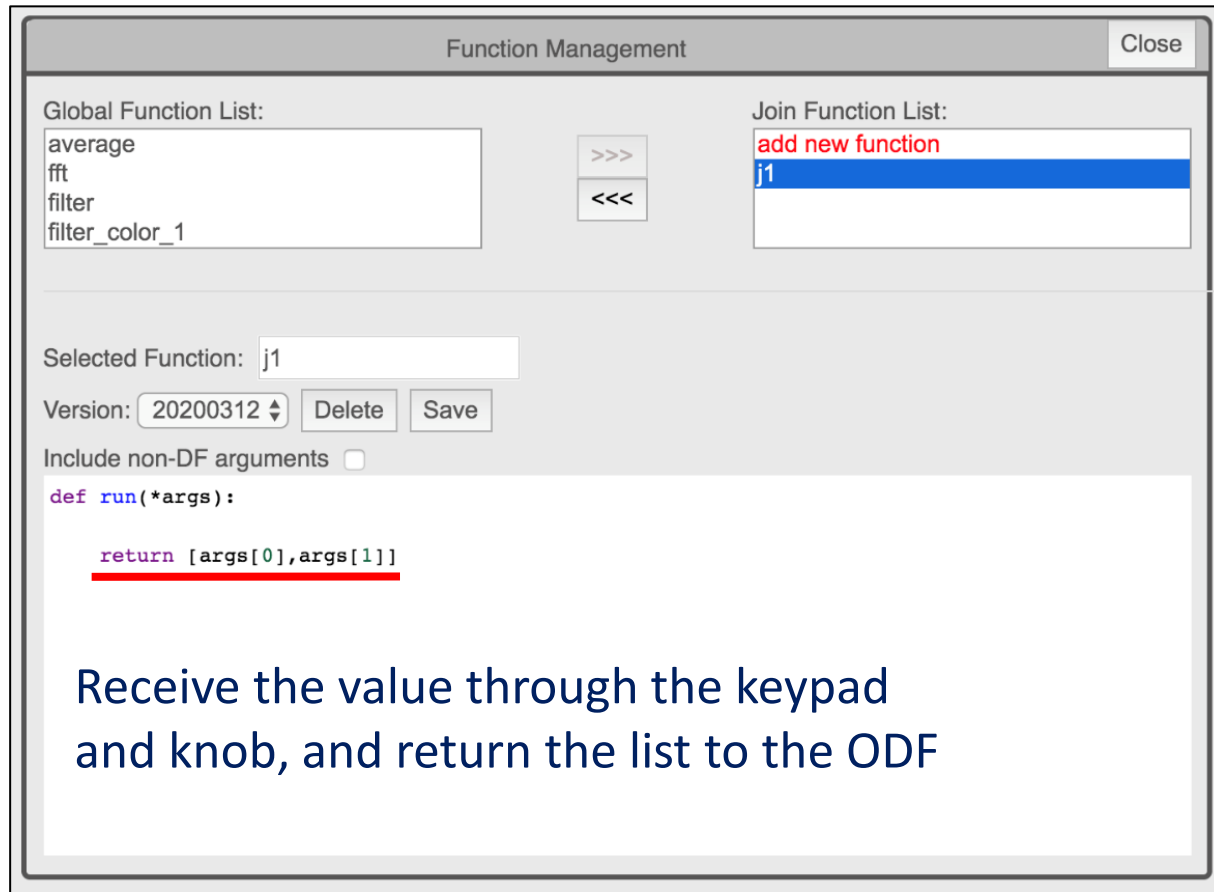 Function Management
Close
Global Function List:
average
fft
filter
filter_color_1
>>>
<<<
Join Function List:
add new function
j1
Selected Function: j1
Version: 20200312 Delete Save
Include non-DF arguments
def run(*args):
return [args[0],args[1]]
Receive the value through the keypad
and knob, and return the list to the ODF